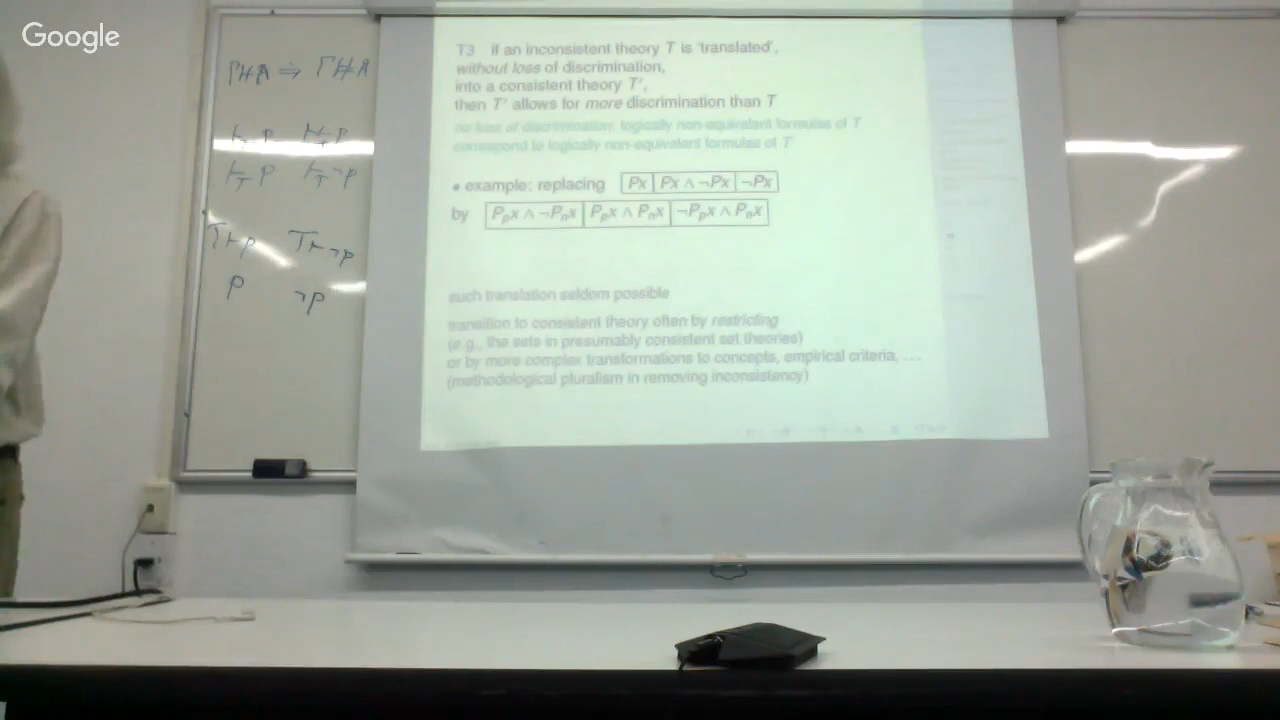 Google
T3 if an inconsistent theory T is 'translated',
without loss of discrimination,
into a consistent theory T',
then T' allows for more discrimination than T
no loss of discrimination: logically non-equivalent formulas of T
correspond to logically non-equivalent formulas of T'
• example: replacing Px | Px ∧ ¬Px | ¬Px
by Pₚx ∧ ¬Pₙx | Pₚx ∧ Pₙx | ¬Pₚx ∧ Pₙx
such translation seldom possible
transition to consistent theory often by restricting
(e.g., the sets in presumably consistent set theories)
or by more complex transformations to concepts, empirical criteria, ...
(methodological pluralism in removing inconsistency)
T⊢p T⊢¬p
p ¬p